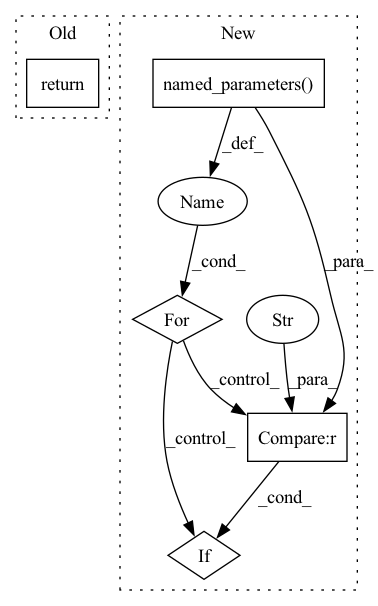 Old
New
return
named_parameters()
_def_
Name
_cond_
_para_
For
Str
_control_
_para_
_control_
Compare:r
_cond_
If